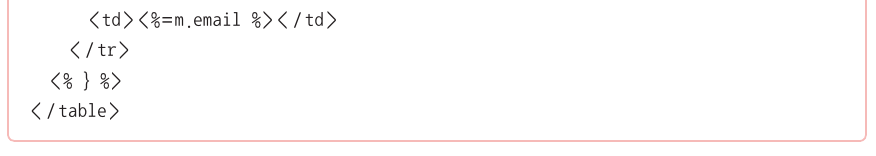 <td><%=m.email %></td>
</tr>
<% } %>
</table>